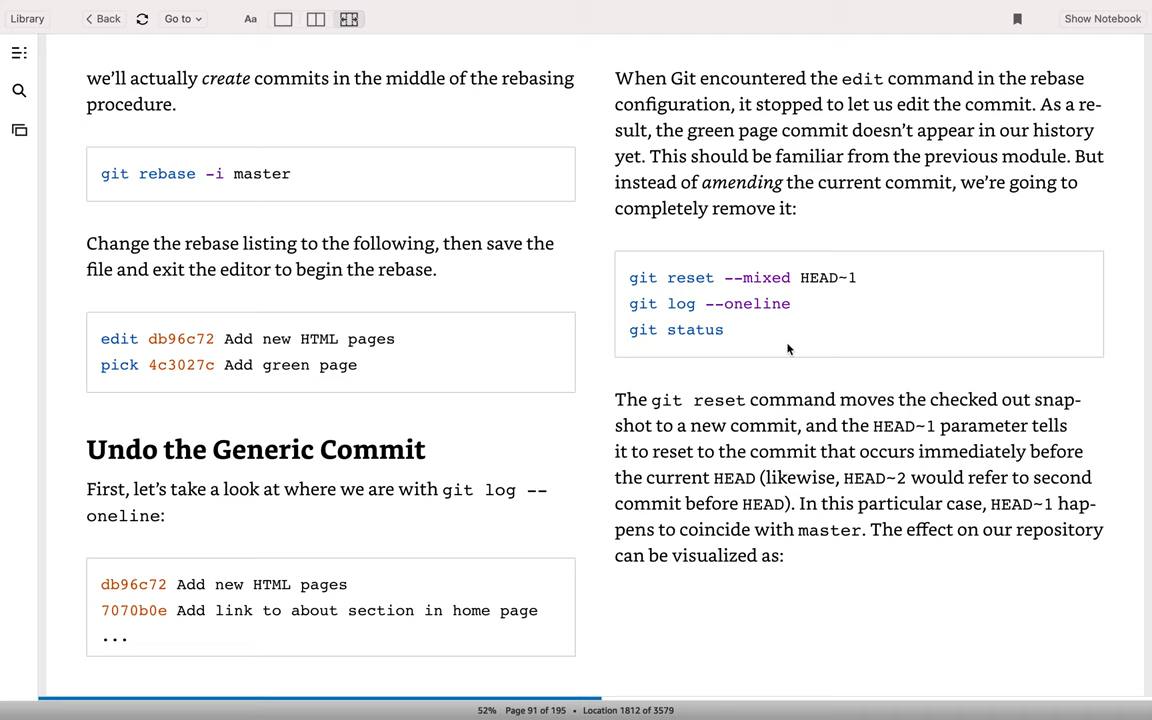 Library
Back
Go to
Aa
Show Notebook
we’ll actually create commits in the middle of the rebasing
procedure.
git rebase -i master
Change the rebase listing to the following, then save the
file and exit the editor to begin the rebase.
edit db96c72 Add new HTML pages
pick 4c3027c Add green page
Undo the Generic Commit
First, let’s take a look at where we are with git log --
oneline:
db96c72 Add new HTML pages
7070b0e Add link to about section in home page
...
When Git encountered the edit command in the rebase
configuration, it stopped to let us edit the commit. As a re-
sult, the green page commit doesn’t appear in our history
yet. This should be familiar from the previous module. But
instead of amending the current commit, we’re going to
completely remove it:
git reset --mixed HEAD~1
git log --oneline
git status
The git reset command moves the checked out snap-
shot to a new commit, and the HEAD~1 parameter tells
it to reset to the commit that occurs immediately before
the current HEAD (likewise, HEAD~2 would refer to second
commit before HEAD). In this particular case, HEAD~1 hap-
pens to coincide with master. The effect on our repository
can be visualized as:
52% Page 91 of 195 • Location 1812 of 3579